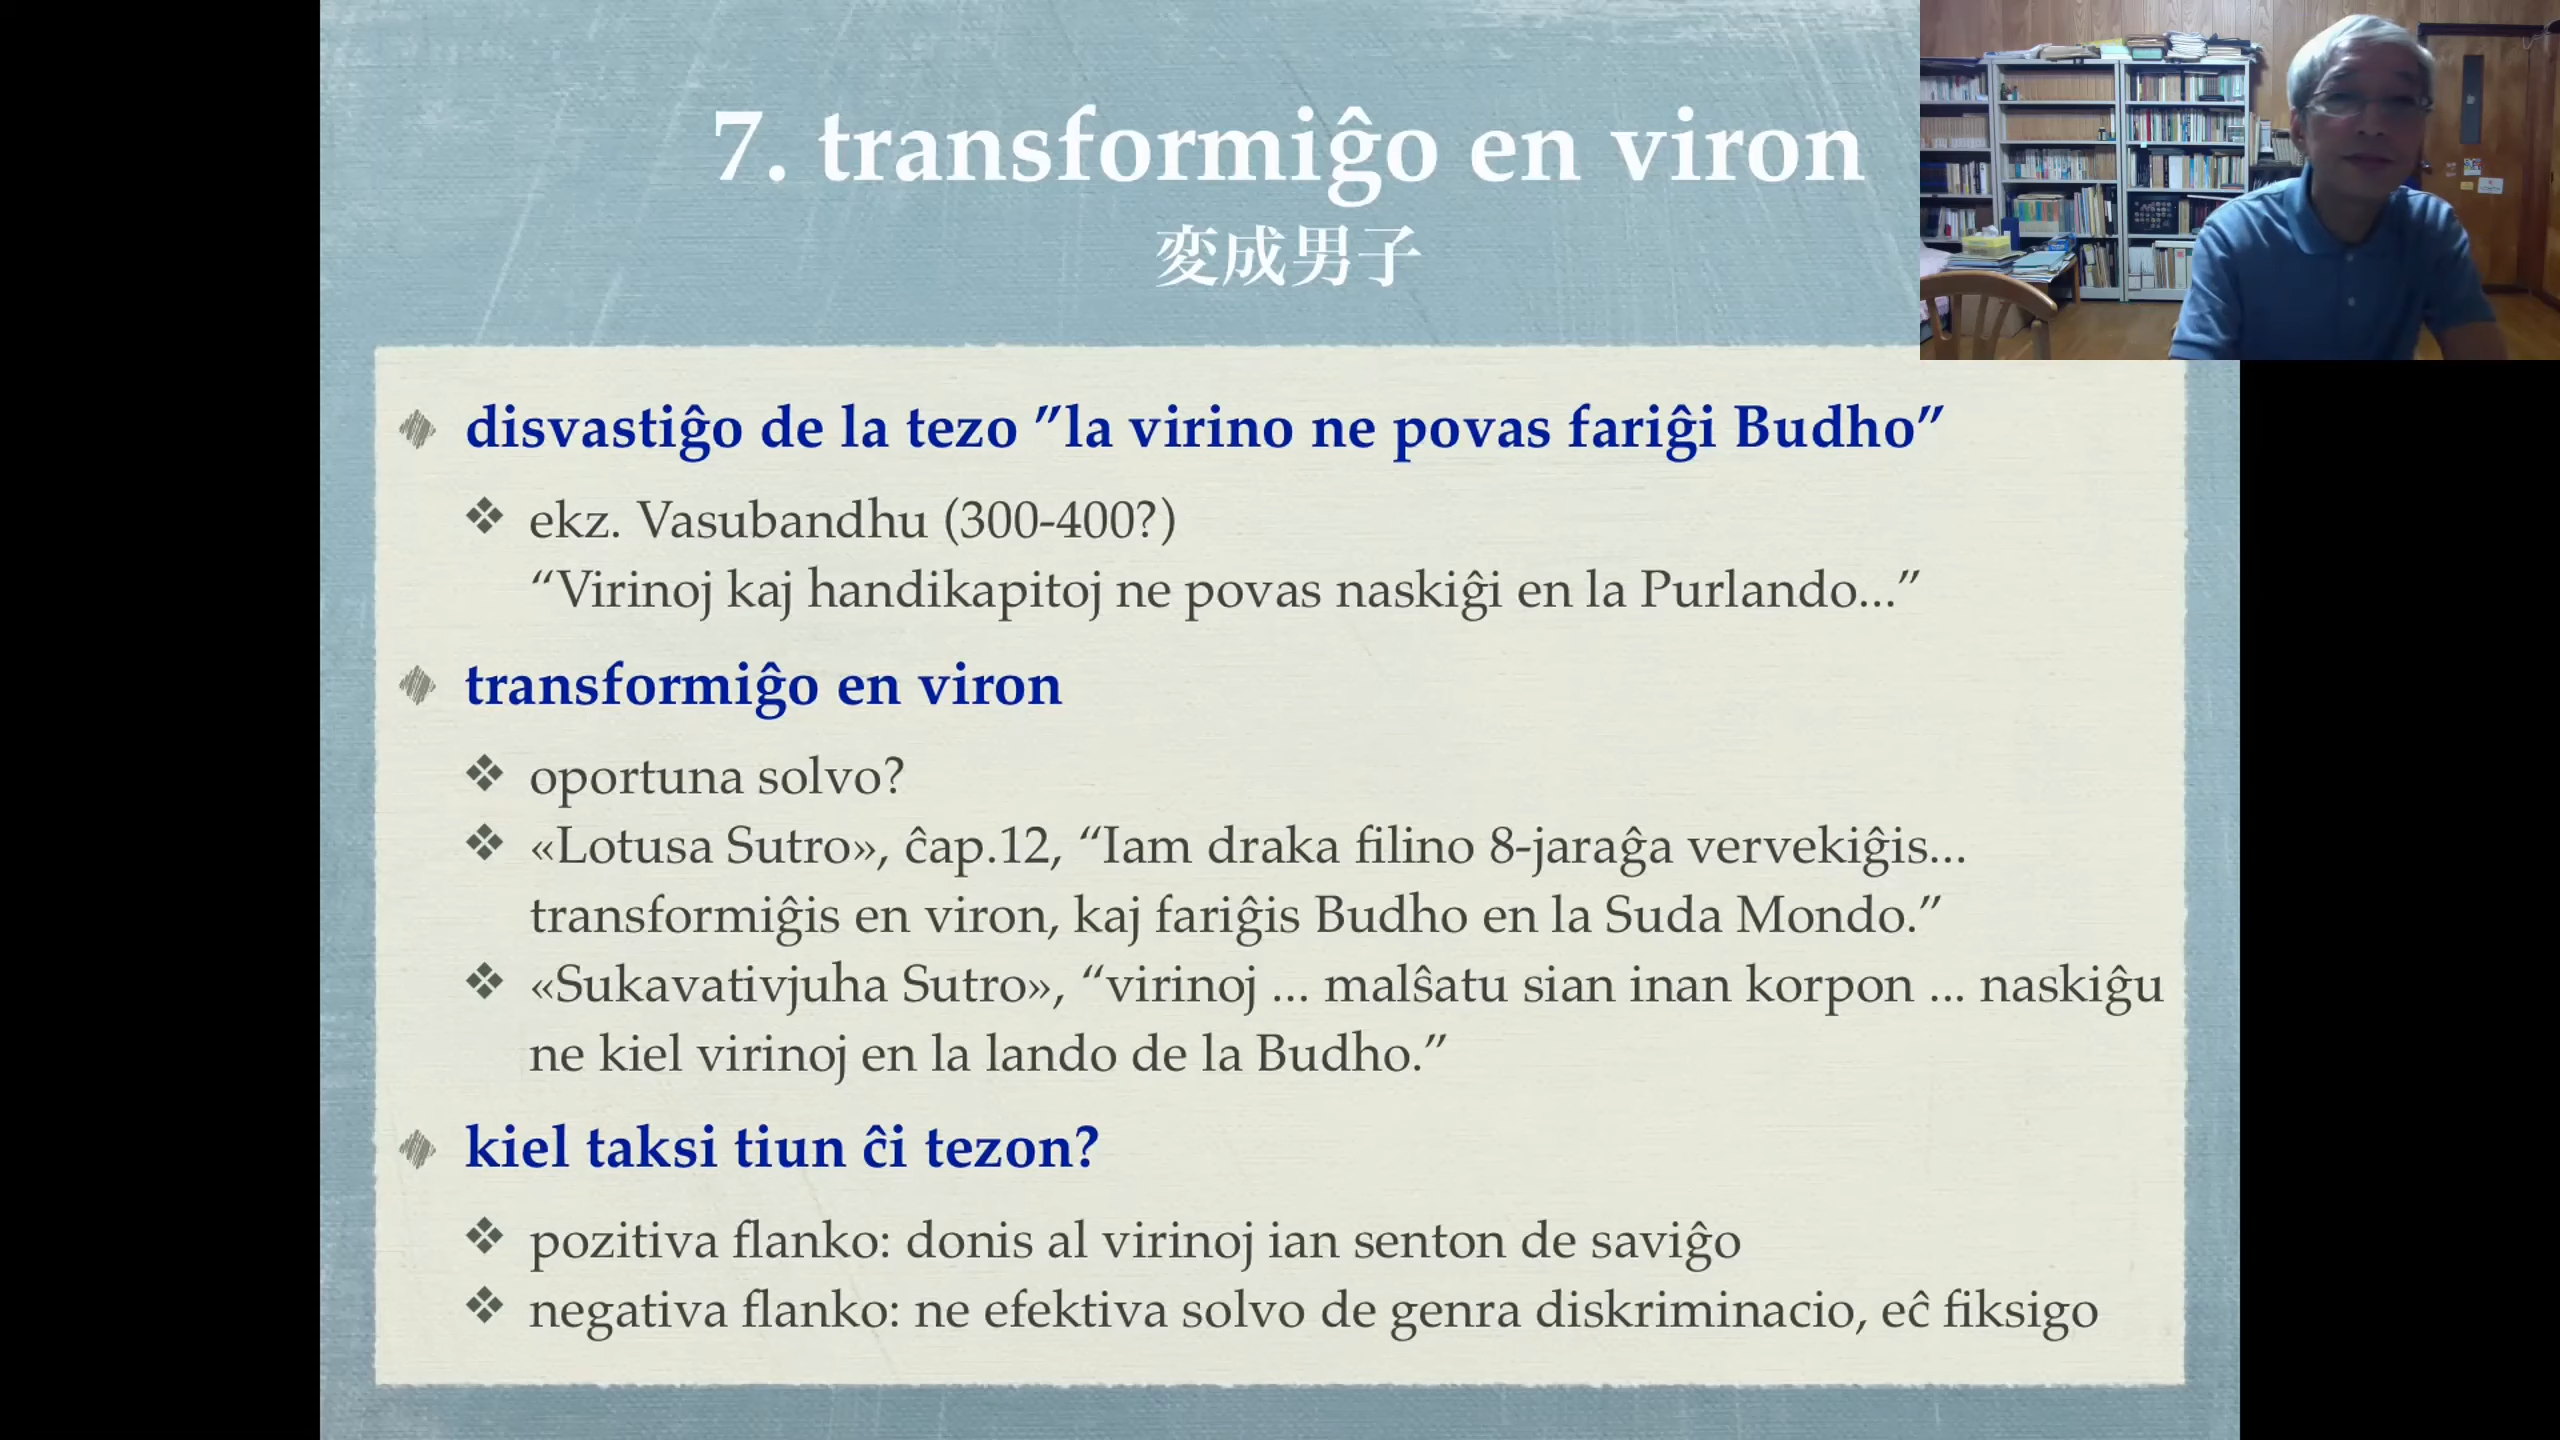 7. transformiĝo en viron
変成男子
disvastiĝo de la tezo ”la virino ne povas fariĝi Budho”
ekz. Vasubandhu (300-400?)
“Virinoj kaj handikapitoj ne povas naskiĝi en la Purlando...”
transformiĝo en viron
oportuna solvo?
«Lotusa Sutro», ĉap.12, “Iam draka filino 8-jaraĝa vervekiĝis...
transformiĝis en viron, kaj fariĝis Budho en la Suda Mondo.”
«Sukavativjuha Sutro», “virinoj ... malŝatu sian inan korpon ... naskiĝu
ne kiel virinoj en la lando de la Budho.”
kiel taksi tiun ĉi tezon?
pozitiva flanko: donis al virinoj ian senton de saviĝo
negativa flanko: ne efektiva solvo de genra diskriminacio, eĉ fiksigo